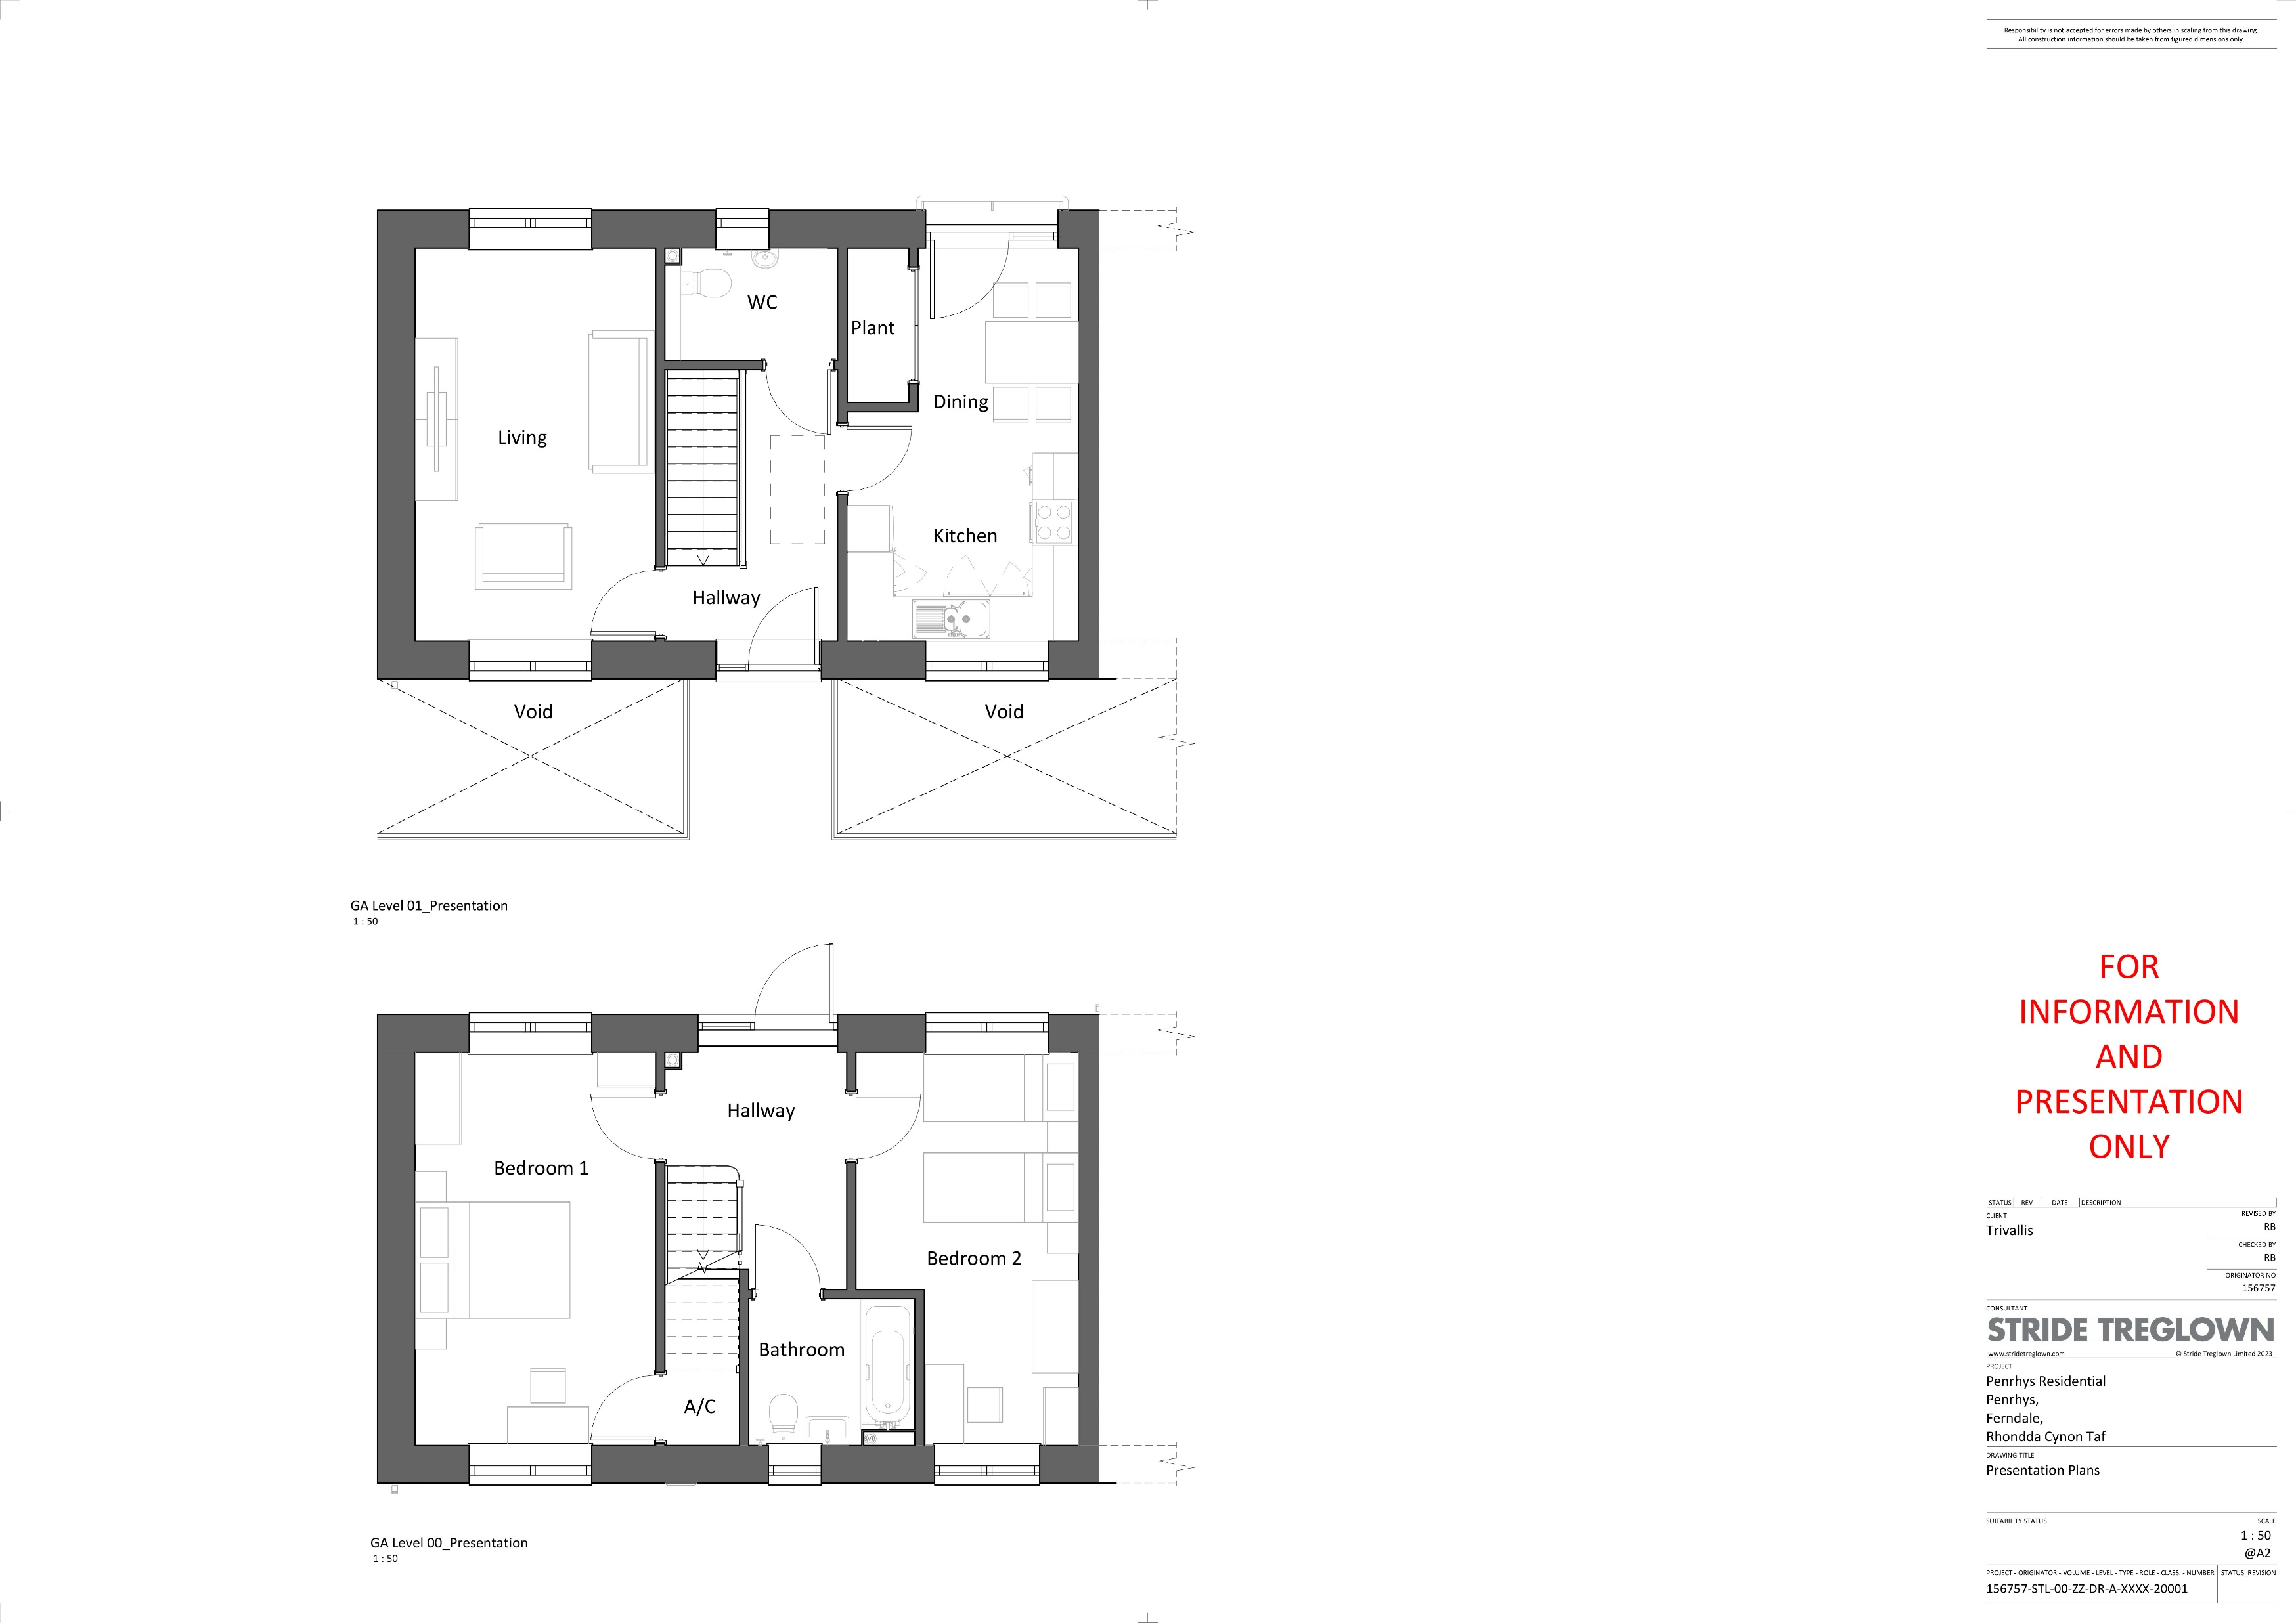 Responsibility is not accepted for errors made by others in scaling from this drawing.
All construction information should be taken from figured dimensions only.
WC
Plant
Dining
Living
Kitchen
Hallway
Void
Void
GA Level 01_Presentation
1 : 50
Hallway
Bedroom 1
Bedroom 2
Bathroom
A/C
SVP
GA Level 00_Presentation
1 : 50
FOR
INFORMATION
AND
PRESENTATION
ONLY
STATUS REV DATE DESCRIPTION
CLIENT
Trivallis
REVISED BY
RB
CHECKED BY
RB
ORIGINATOR NO
156757
CONSULTANT
STRIDE TREGLOWN
www.stridetreglown.com © Stride Treglown Limited 2023
PROJECT
Penrhys Residential
Penrhys,
Ferndale,
Rhondda Cynon Taf
DRAWING TITLE
Presentation Plans
SUITABILITY STATUS
SCALE
1 : 50
@A2
PROJECT - ORIGINATOR - VOLUME - LEVEL - TYPE - ROLE - CLASS. - NUMBER STATUS_REVISION
156757-STL-00-ZZ-DR-A-XXXX-20001